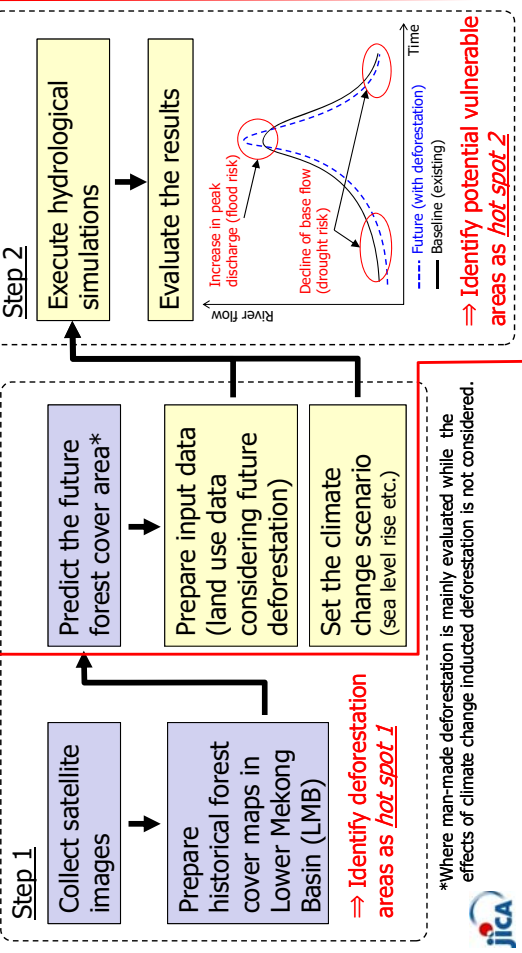 Step 1
Collect satellite
images
Prepare
historical forest
cover maps in
Lower Mekong
Basin (LMB)
⇒ Identify deforestation
areas as hot spot 1
Predict the future
forest cover area*
Prepare input data
(land use data
considering future
deforestation)
Set the climate
change scenario
(sea level rise etc.)
Step 2
Execute hydrological
simulations
Evaluate the results
River flow
Increase in peak
discharge (flood risk)
Decline of base flow
(drought risk)
Time
Future (with deforestation)
Baseline (existing)
⇒ Identify potential vulnerable
areas as hot spot 2
*Where man-made deforestation is mainly evaluated while the
effects of climate change inducted deforestation is not considered.
jica